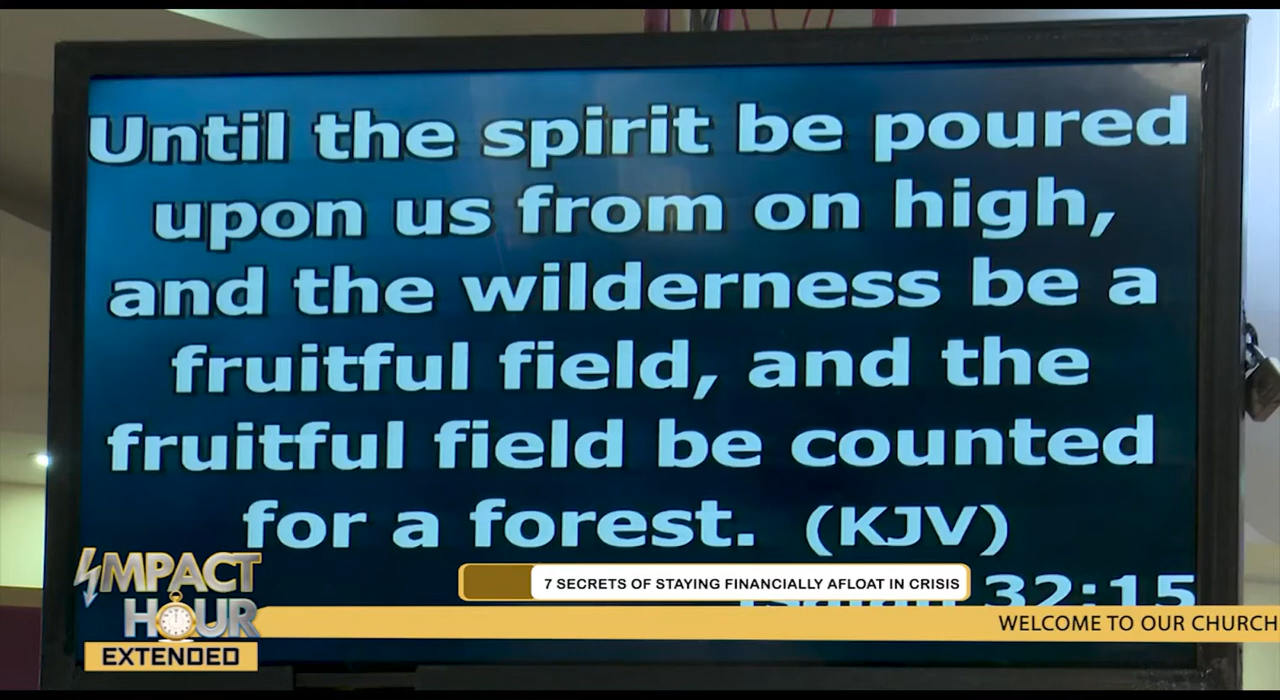 Until the spirit be poured
upon us from on high,
and the wilderness be a
fruitful field, and the
fruitful field be counted
for a forest. (KJV)
Isaiah 32:15
7 SECRETS OF STAYING FINANCIALLY AFLOAT IN CRISIS
WELCOME TO OUR CHURCH
IMPACT
HOUR
EXTENDED